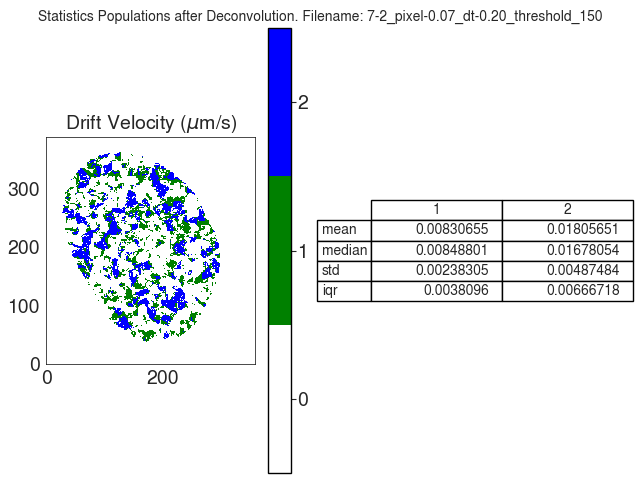 Statistics Populations after Deconvolution. Filename: 7-2_pixel-0.07_dt-0.20_threshold_150
Drift Velocity (μm/s)
300
200
100
0
0 200
2
1
0
1 2
mean 0.00830655 0.01805651
median 0.00848801 0.01678054
std 0.00238305 0.00487484
iqr 0.0038096 0.00666718